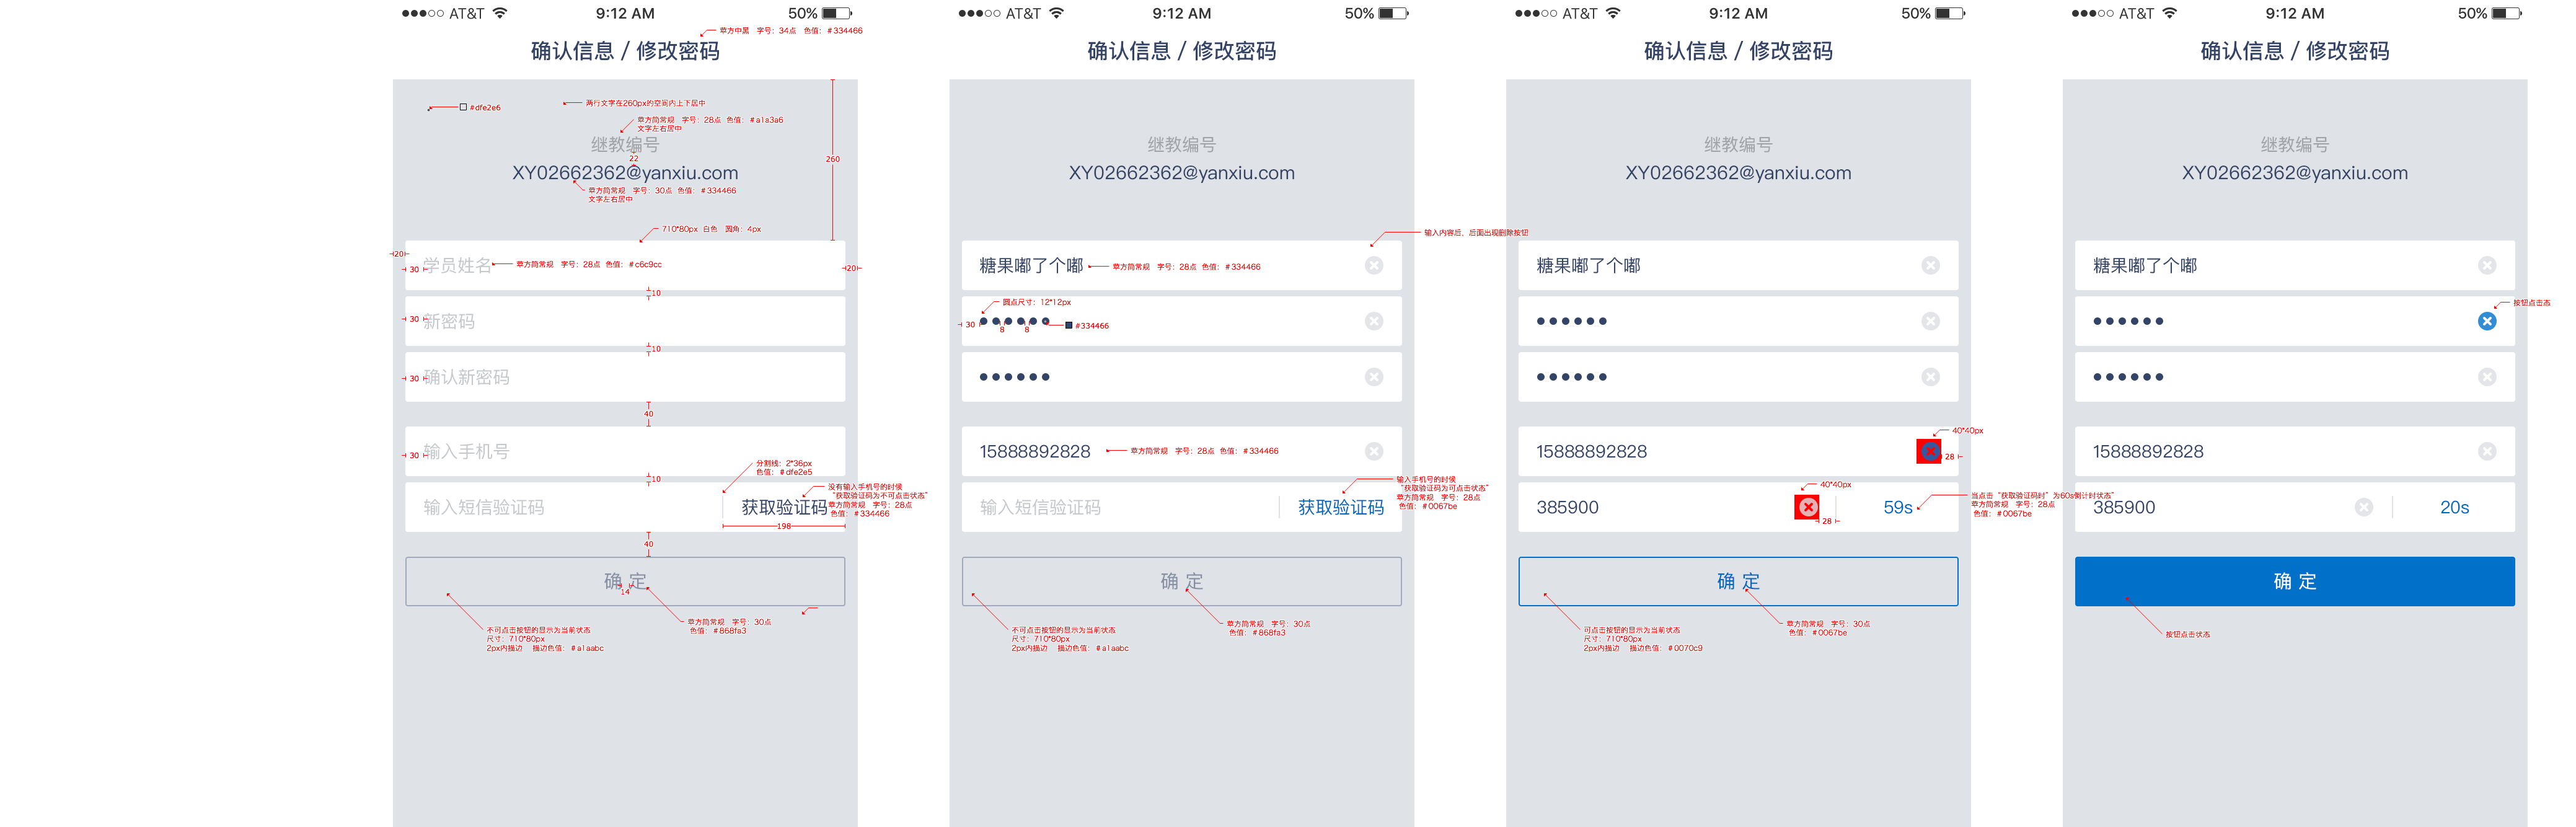 AT&T 9:12 AM 50%
苹方中黑 字号：34点 色值：#334466
确认信息 / 修改密码
#dfe2e6
两行文字在260px的空间内上下居中
苹方简常规 字号：28点 色值：#a1a3a6
文字左右居中
继教编号
22
260
XY02662362@yanxiu.com
苹方简常规 字号：30点 色值：#334466
文字左右居中
710*80px 白色 圆角：4px
20
30
学员姓名
苹方简常规 字号：28点 色值：#c6c9cc
20
10
30
新密码
10
30
确认新密码
40
30
输入手机号
分割线：2*36px
色值：#dfe2e5
10
没有输入手机号的时候
“获取验证码为不可点击状态”
苹方简常规 字号：28点
色值：#334466
输入短信验证码
获取验证码
198
40
确 定
14
苹方简常规 字号：30点
色值：#868fa3
不可点击按钮的显示为当前状态
尺寸：710*80px
2px内描边 描边色值：#a1aabc
AT&T 9:12 AM 50%
确认信息 / 修改密码
继教编号
XY02662362@yanxiu.com
输入内容后，后面出现删除按钮
糖果嘟了个嘟
苹方简常规 字号：28点 色值：#334466
圆点尺寸：12*12px
30
8
8
#334466
15888892828
苹方简常规 字号：28点 色值：#334466
输入手机号的时候
“获取验证码为可点击状态”
苹方简常规 字号：28点
色值：#0067be
输入短信验证码
获取验证码
确 定
苹方简常规 字号：30点
色值：#868fa3
不可点击按钮的显示为当前状态
尺寸：710*80px
2px内描边 描边色值：#a1aabc
AT&T 9:12 AM 50%
确认信息 / 修改密码
继教编号
XY02662362@yanxiu.com
糖果嘟了个嘟
40*40px
15888892828
28
40*40px
385900
28
59s
当点击“获取验证码时”为60s倒计时状态”
苹方简常规 字号：28点
色值：#0067be
确 定
苹方简常规 字号：30点
色值：#0067be
可点击按钮的显示为当前状态
尺寸：710*80px
2px内描边 描边色值：#0070c9
AT&T 9:12 AM 50%
确认信息 / 修改密码
继教编号
XY02662362@yanxiu.com
糖果嘟了个嘟
按钮点击态
15888892828
385900
20s
确 定
按钮点击状态